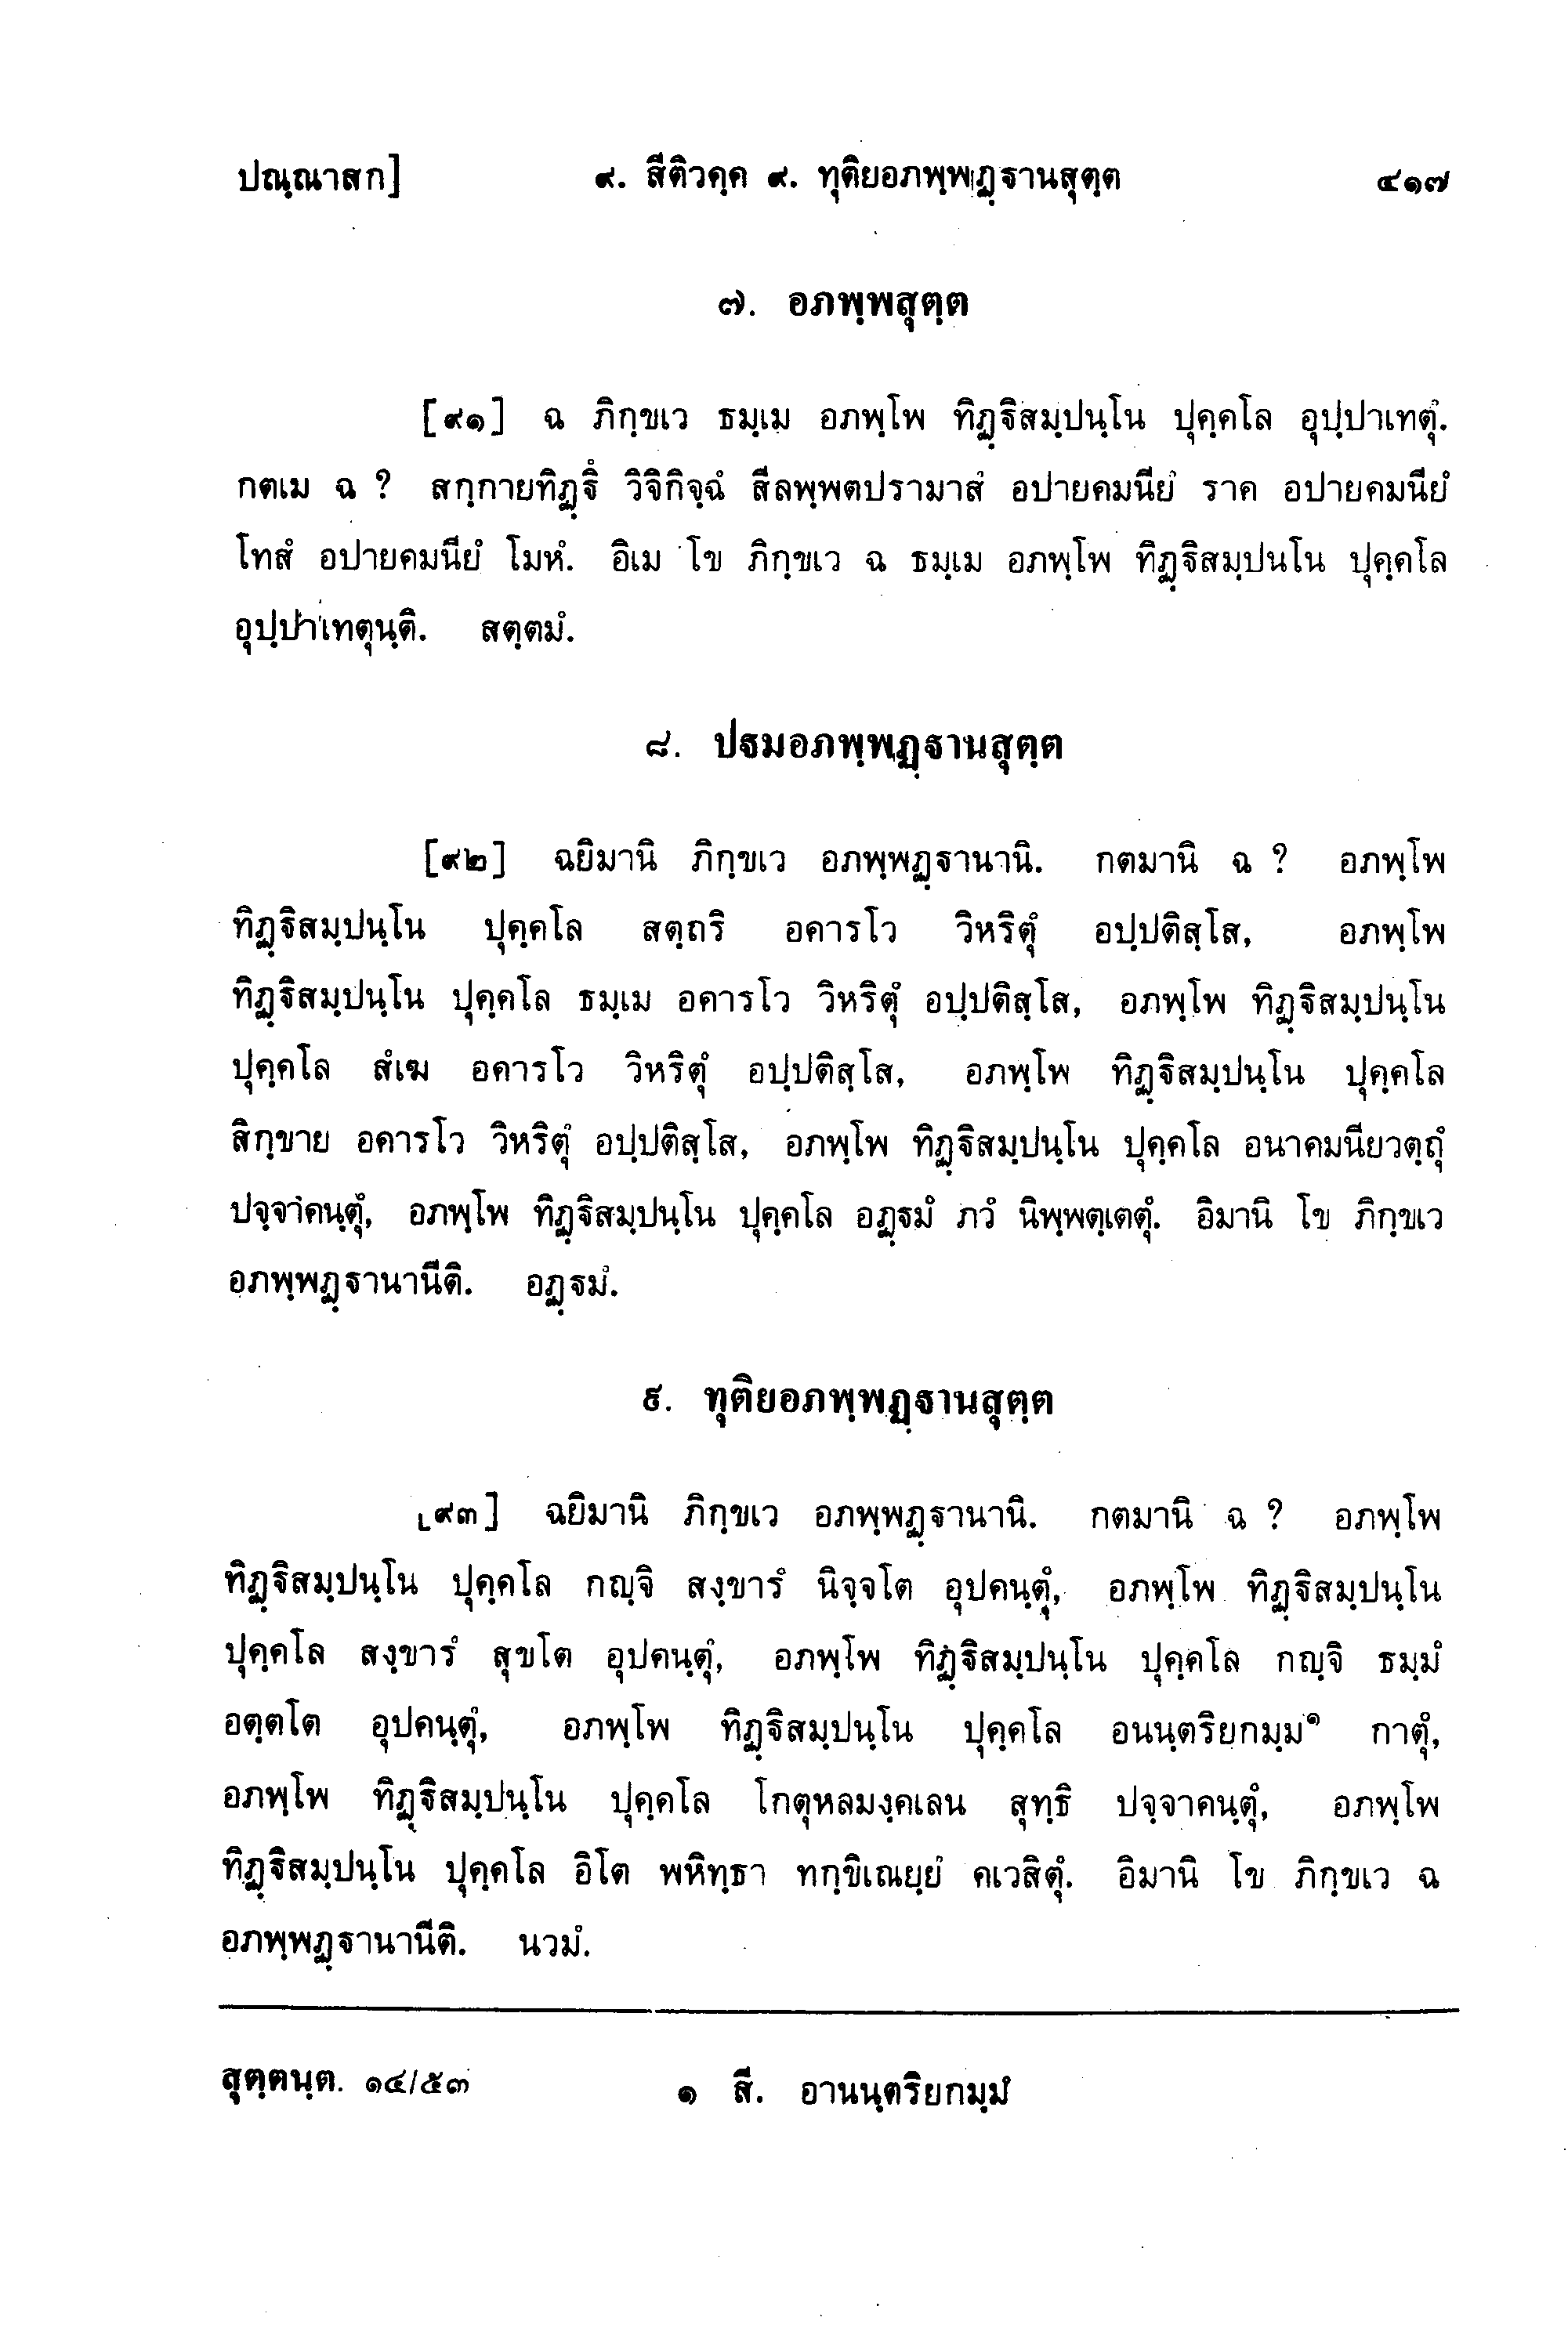 ปณฺณาสก] ๙. สีติวคฺค ๙. ทุติยอภพฺพฏฺฐานสุตฺต ๔๑๗
๗. อภพฺพสุตฺต
[๙๑] ฉ ภิกฺขเว ธมฺเม อภพฺโพ ทิฏฺฐิสมฺปนฺโน ปุคฺคโล อุปฺปาเทตุํ.
กตเม ฉ ? สกฺกายทิฏฺฐึ วิจิกิจฺฉํ สีลพฺพตปรามาสํ อปายคมนียํ ราค อปายคมนียํ
โทสํ อปายคมนียํ โมหํ. อิเม โข ภิกฺขเว ฉ ธมฺเม อภพฺโพ ทิฏฺฐิสมฺปนโน ปุคฺคโล
อุปฺปาเทตุนฺติ. สตฺตมํ.
๘. ปฐมอภพฺพฏฺฐานสุตฺต
[๙๒] ฉยิมานิ ภิกฺขเว อภพฺพฏฺฐานานิ. กตมานิ ฉ ? อภพฺโพ
ทิฏฺฐิสมฺปนฺโน ปุคฺคโล สตฺถริ อคารโว วิหริตุํ อปฺปติสฺโส, อภพฺโพ
ทิฏฺฐิสมฺปนฺโน ปุคฺคโล ธมฺเม อคารโว วิหริตุํ อปฺปติสฺโส, อภพฺโพ ทิฏฺฐิสมฺปนฺโน
ปุคฺคโล สํเฆ อคารโว วิหริตุํ อปฺปติสฺโส, อภพฺโพ ทิฏฺฐิสมฺปนฺโน ปุคฺคโล
สิกฺขาย อคารโว วิหริตุํ อปฺปติสฺโส, อภพฺโพ ทิฏฺฐิสมฺปนฺโน ปุคฺคโล อนาคมนียวตฺถุํ
ปจฺจาคนฺตุํ, อภพฺโพ ทิฏฺฐิสมฺปนฺโน ปุคฺคโล อฏฺฐมํ ภวํ นิพฺพตฺเตตุํ. อิมานิ โข ภิกฺขเว
อภพฺพฏฺฐานานีติ. อฏฺฐมํ.
๙. ทุติยอภพฺพฏฺฐานสุตฺต
[๙๓] ฉยิมานิ ภิกฺขเว อภพฺพฏฺฐานานิ. กตมานิ ฉ ? อภพฺโพ
ทิฏฺฐิสมฺปนฺโน ปุคฺคโล กญฺจิ สงฺขารํ นิจฺจโต อุปคนฺตุํ, อภพฺโพ ทิฏฺฐิสมฺปนฺโน
ปุคฺคโล สงฺขารํ สุขโต อุปคนฺตุํ, อภพฺโพ ทิฏฺฐิสมฺปนฺโน ปุคฺคโล กญฺจิ ธมฺมํ
อตฺตโต อุปคนฺตุํ, อภพฺโพ ทิฏฺฐิสมฺปนฺโน ปุคฺคโล อนนฺตริยกมฺม๑ กาตุํ,
อภพฺโพ ทิฏฺฐิสมฺปนฺโน ปุคฺคโล โกตุหลมงฺคเลน สุทฺธิ ปจฺจาคนฺตุํ, อภพฺโพ
ทิฏฺฐิสมฺปนฺโน ปุคฺคโล อิโต พหิทฺธา ทกฺขิเณยฺยํ คเวสิตุํ. อิมานิ โข ภิกฺขเว ฉ
อภพฺพฏฺฐานานีติ. นวมํ.
สุตฺตนฺต. ๑๔/๕๓ ๑ สี. อานนฺตริยกมฺมํ